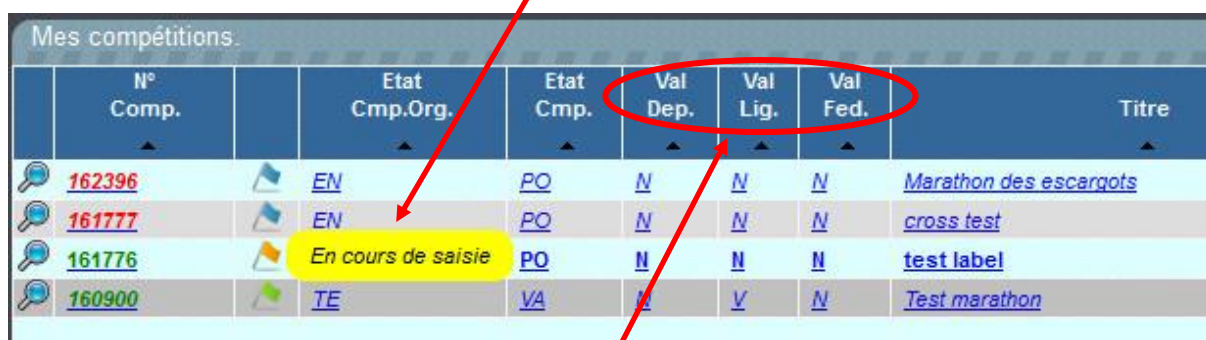 Mes compétitions.
N° Comp. Etat Cmp.Org. Etat Cmp. Val Dep. Val Lig. Val Fed. Titre
162396 EN PO N N N Marathon des escargots
161777 EN PO N N N cross test
161776 En cours de saisie PO N N N test label
160900 TE VA N V N Test marathon